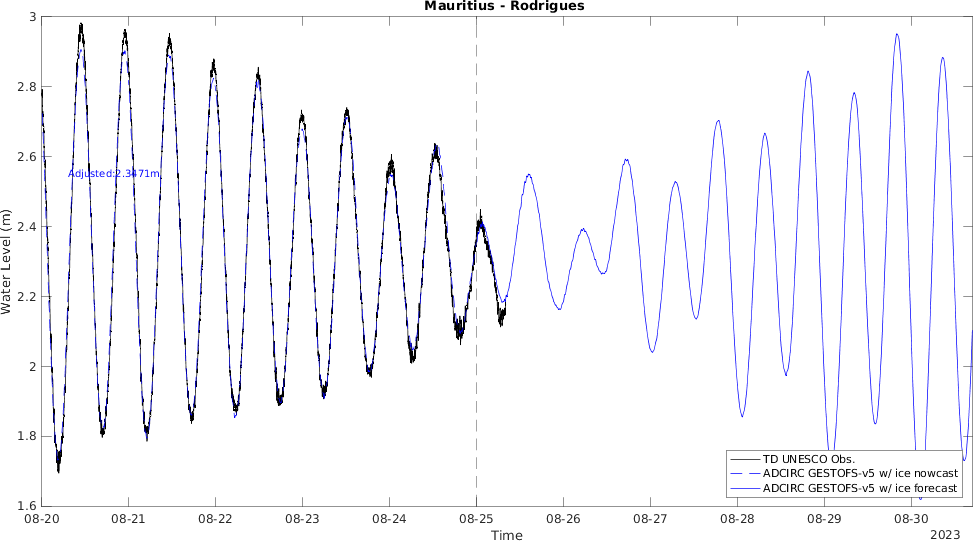 Mauritius - Rodrigues
3
2.8
2.6
2.4
2.2
2
1.8
1.6
Water Level (m)
Adjusted:2.3471m
TD UNESCO Obs.
ADCIRC GESTOFS-v5 w/ ice nowcast
ADCIRC GESTOFS-v5 w/ ice forecast
08-20 08-21 08-22 08-23 08-24 08-25 08-26 08-27 08-28 08-29 08-30
Time
2023